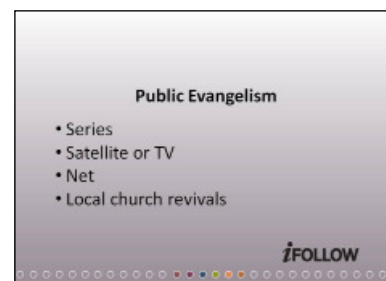 Public Evangelism
• Series
• Satellite or TV
• Net
• Local church revivals
iFOLLOW